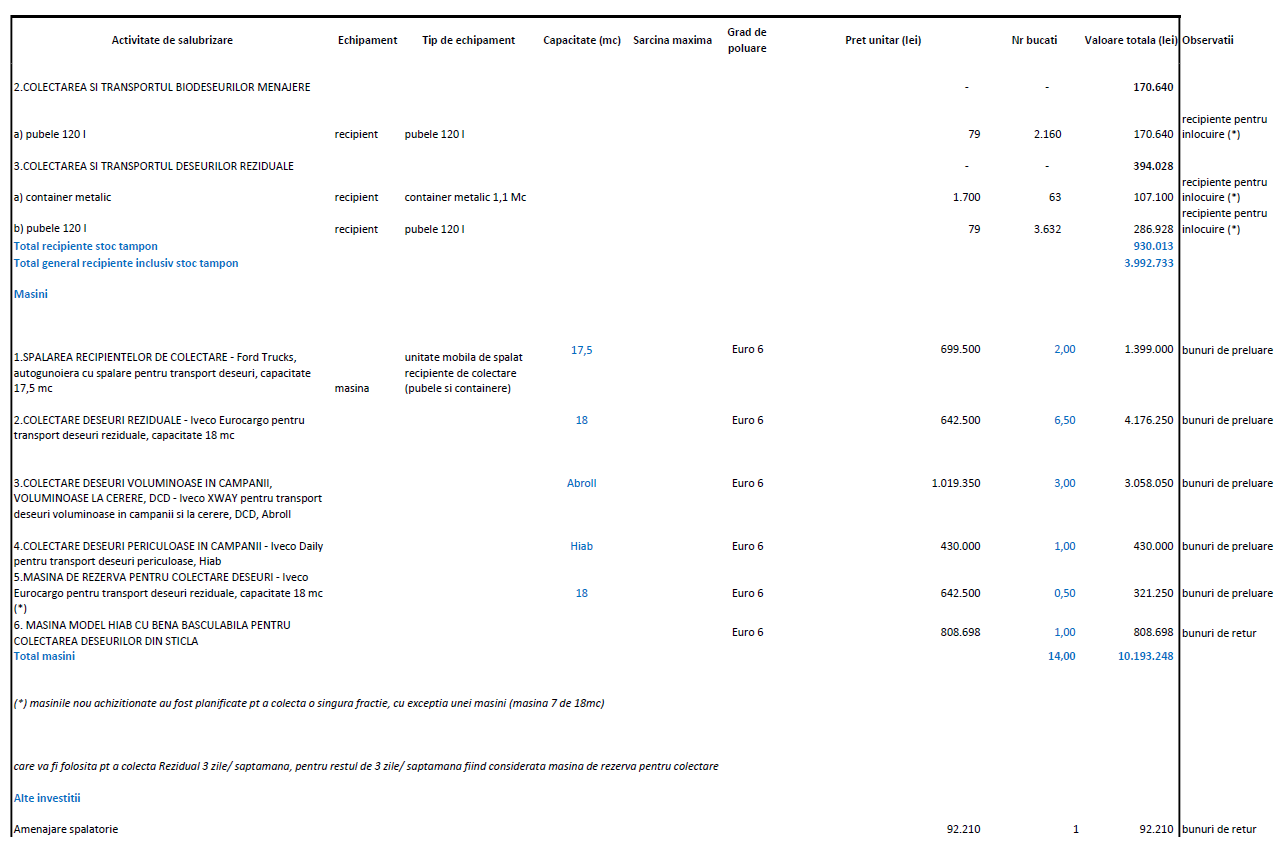 Activitate de salubrizare Echipament Tip de echipament Capacitate (mc) Sarcina maxima Grad de poluare Pret unitar (lei) Nr bucati Valoare totala (lei) Observatii
2.COLECTAREA SI TRANSPORTUL BIODESEURILOR MENAJERE - - 170.640
recipiente pentru
a) pubele 120 l recipient pubele 120 l 79 2.160 170.640 inlocuire (*)
3.COLECTAREA SI TRANSPORTUL DESEURILOR REZIDUALE - - 394.028
recipiente pentru
a) container metalic recipient container metalic 1,1 Mc 1.700 63 107.100 inlocuire (*)
recipiente pentru
b) pubele 120 l recipient pubele 120 l 79 3.632 286.928 inlocuire (*)
Total recipiente stoc tampon 930.013
Total general recipiente inclusiv stoc tampon 3.992.733
Masini
1.SPALAREA RECIPIENTELOR DE COLECTARE - Ford Trucks, unitate mobila de spalat 17,5 Euro 6 699.500 2,00 1.399.000 bunuri de preluare
autogunoiera cu spalare pentru transport deseuri, capacitate recipiente de colectare
17,5 mc masina (pubele si containere)
2.COLECTARE DESEURI REZIDUALE - Iveco Eurocargo pentru 18 Euro 6 642.500 6,50 4.176.250 bunuri de preluare
transport deseuri reziduale, capacitate 18 mc
3.COLECTARE DESEURI VOLUMINOASE IN CAMPANII, Abroll Euro 6 1.019.350 3,00 3.058.050 bunuri de preluare
VOLUMINOASE LA CERERE, DCD - Iveco XWAY pentru transport
deseuri voluminoase in campanii si la cerere, DCD, Abroll
4.COLECTARE DESEURI PERICULOASE IN CAMPANII - Iveco Daily Hiab Euro 6 430.000 1,00 430.000 bunuri de preluare
pentru transport deseuri periculoase, Hiab
5.MASINA DE REZERVA PENTRU COLECTARE DESEURI - Iveco
Eurocargo pentru transport deseuri reziduale, capacitate 18 mc 18 Euro 6 642.500 0,50 321.250 bunuri de preluare
(*)
6. MASINA MODEL HIAB CU BENA BASCULABILA PENTRU Euro 6 808.698 1,00 808.698 bunuri de retur
COLECTAREA DESEURILOR DIN STICLA
Total masini 14,00 10.193.248
(*) masinile nou achizitionate au fost planificate pt a colecta o singura fractie, cu exceptia unei masini (masina 7 de 18mc)
care va fi folosita pt a colecta Rezidual 3 zile/ saptamana, pentru restul de 3 zile/ saptamana fiind considerata masina de rezerva pentru colectare
Alte investitii
Amenajare spalatorie 92.210 1 92.210 bunuri de retur